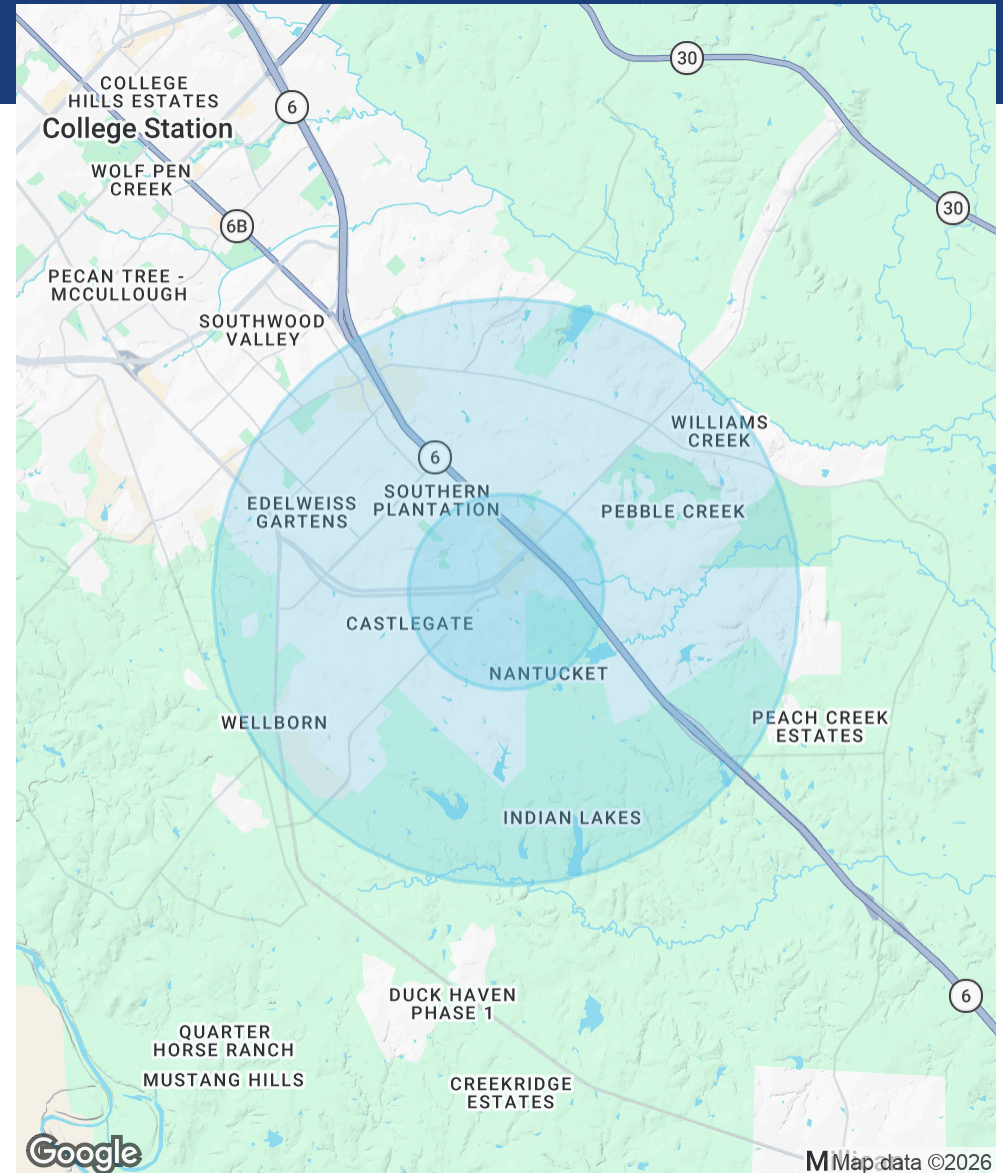 30
COLLEGE
HILLS ESTATES
6
College Station
WOLF PEN
CREEK
30
6B
PECAN TREE -
MCCULLOUGH
SOUTHWOOD
VALLEY
WILLIAMS
CREEK
6
SOUTHERN
PLANTATION
EDELWEISS
GARTENS
PEBBLE CREEK
CASTLEGATE
NANTUCKET
WELLBORN
PEACH CREEK
ESTATES
INDIAN LAKES
DUCK HAVEN
PHASE 1
6
QUARTER
HORSE RANCH
MUSTANG HILLS
CREEKRIDGE
ESTATES
Google
Map data ©2026